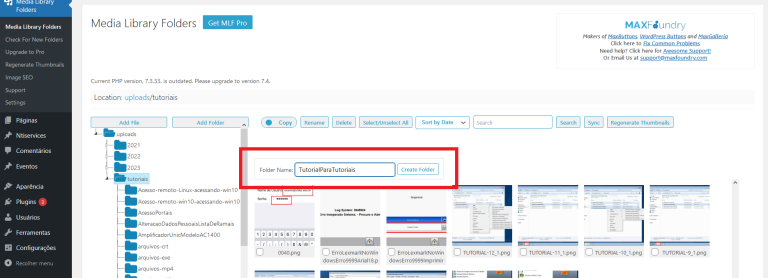 Media Library
Folders
Media Library Folders
Check For New Folders
Upgrade to Pro
Regenerate Thumbnails
Image SEO
Support
Settings
Páginas
Ntiservices
Comentários
Eventos
Aparência
Plugins 1
Usuários
Ferramentas
Configurações
Recolher menu
Media Library Folders
Get MLF Pro
MAXFoundry
Makers of MaxButtons, WordPress Buttons and MaxGalleria
Click here to Fix Common Problems
Need help? Click here for Awesome Support!
Or Email Us at support@maxfoundry.com
Current PHP version, 7.3.33, is outdated. Please upgrade to version 7.4.
Location: uploads/tutoriais
Add File
Add Folder
Copy
Rename
Delete
Select/Unselect All
Sort by Date
Search
Search
Sync
Regenerate Thumbnails
uploads
2021
2022
2023
tutoriais
Acesso-remoto-Linux-acessando-win10
Acesso-remoto-win10-acessando-win10
AcessoPortais
AlteracaoDadosPessoaisListaDeRamais
AmplificadorUnicModeloAC1400
arquivos-crt
arquivos-exe
arquivos-mp4
Folder Name:
TutorialParaTutoriais
Create Folder
0040.png
ErroLexmarkNoWin
ErroLexmarkNoWin
TUTORIAL-12_1.png
TUTORIAL-11_1.png
TUTORIAL-10_1.png
TUTORIAL-9_1.png